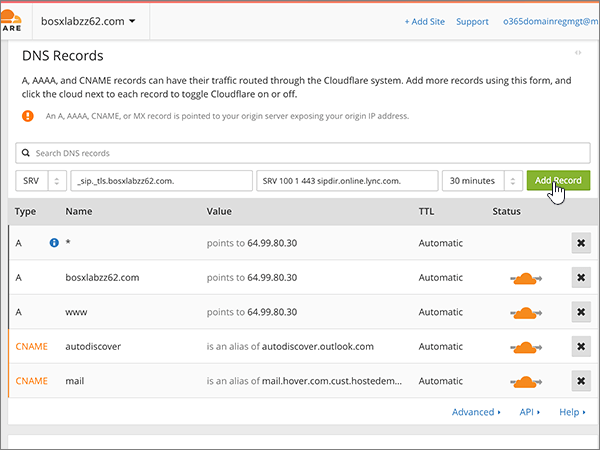 ARE
bosxlabzz62.com
+ Add Site
Support
o365domainregmgt@m
DNS Records
A, AAAA, and CNAME records can have their traffic routed through the Cloudflare system. Add more records using this form, and
click the cloud next to each record to toggle Cloudflare on or off.
An A, AAAA, CNAME, or MX record is pointed to your origin server exposing your origin IP address.
Search DNS records
SRV _sip._tls.bosxlabzz62.com. SRV 100 1 443 sipdir.online.lync.com. 30 minutes Add Record
Type Name Value TTL Status
A * points to 64.99.80.30 Automatic
A bosxlabzz62.com points to 64.99.80.30 Automatic
A www points to 64.99.80.30 Automatic
CNAME autodiscover is an alias of autodiscover.outlook.com Automatic
CNAME mail is an alias of mail.hover.com.cust.hostedem... Automatic
Advanced API Help